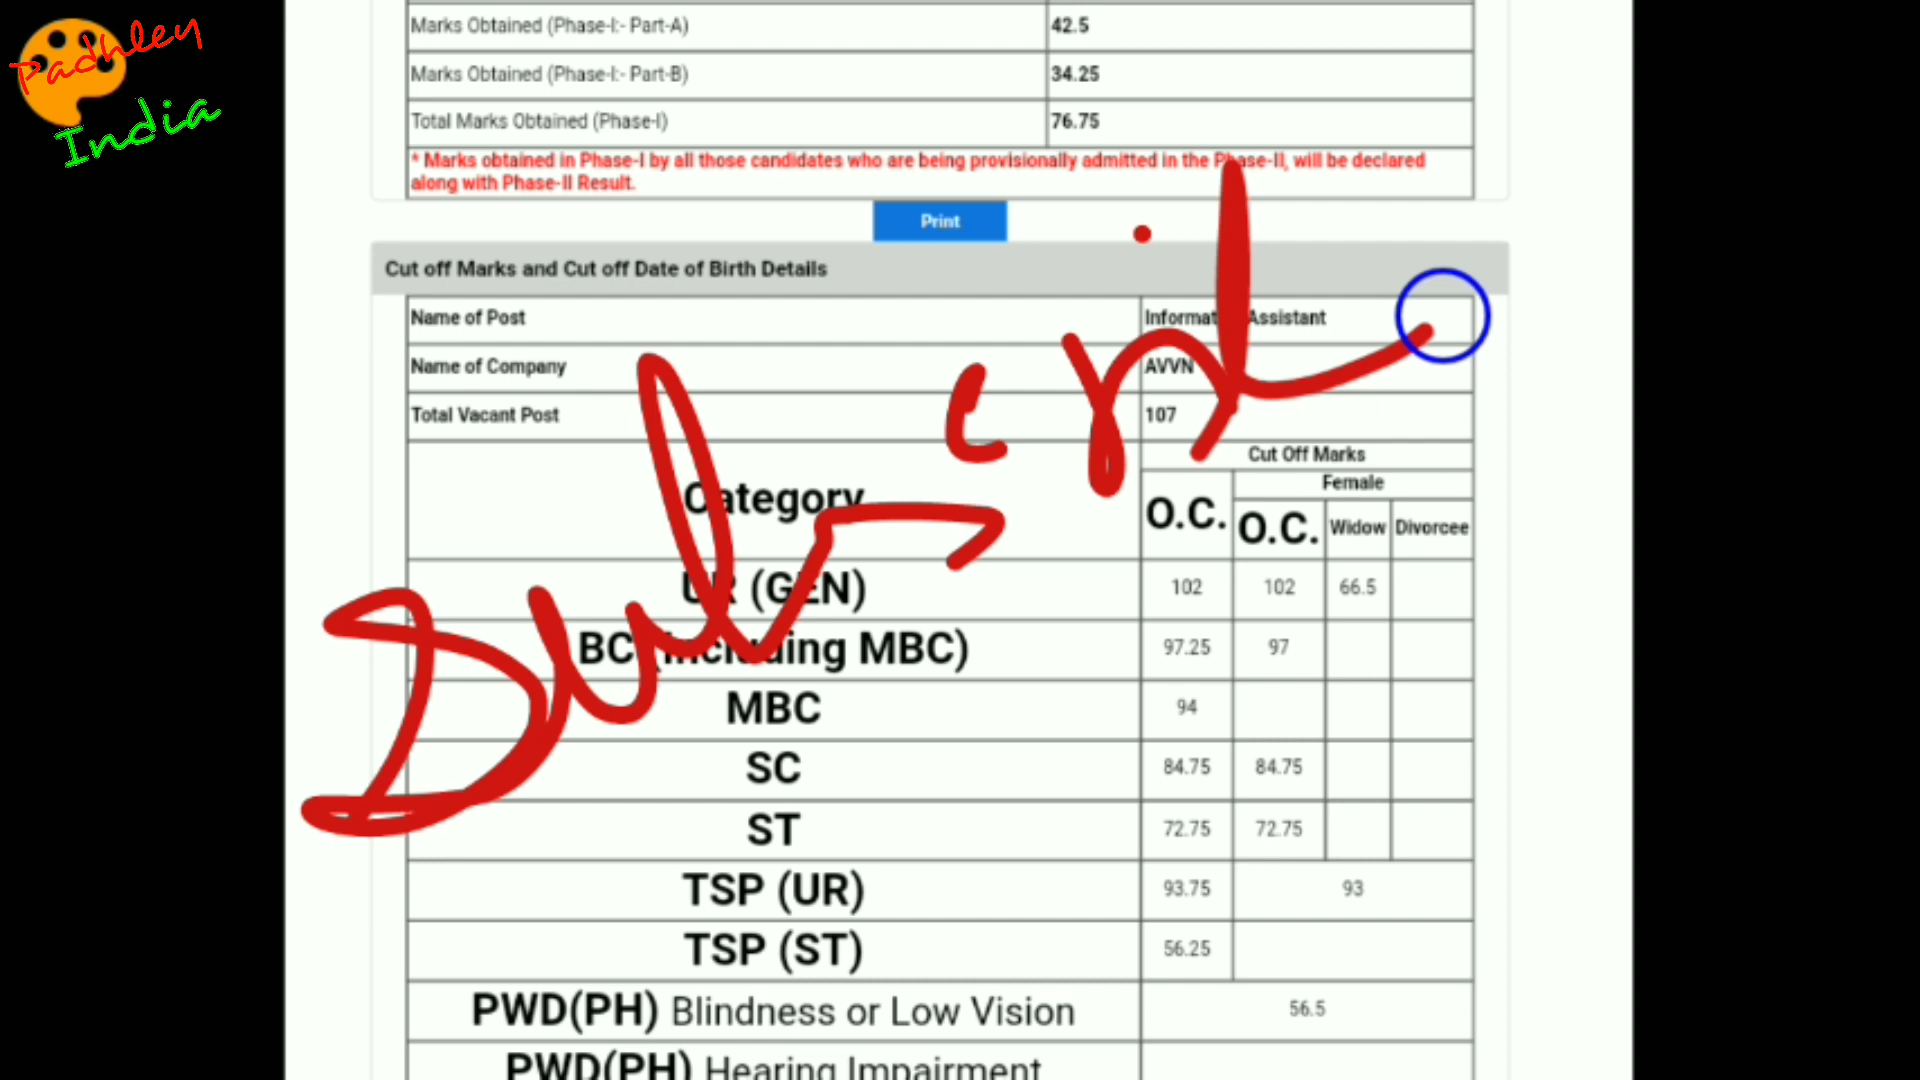 Padhley
India
Marks Obtained (Phase-I:- Part-A) 42.5
Marks Obtained (Phase-I:- Part-B) 34.25
Total Marks Obtained (Phase-I) 76.75
* Marks obtained in Phase-I by all those candidates who are being provisionally admitted in the Phase-II, will be declared
along with Phase-II Result.
Print
Cut off Marks and Cut off Date of Birth Details
Name of Post Assistant
Name of Company AVVN
Total Vacant Post 107
Cut Off Marks
Female
Category O.C. O.C. Widow Divorcee
UR (GEN) 102 102 66.5
BC (including MBC) 97.25 97
MBC 94
SC 84.75 84.75
ST 72.75 72.75
TSP (UR) 93.75 93
TSP (ST) 56.25
PWD(PH) Blindness or Low Vision 56.5
PWD(PH) Hearing Impairment